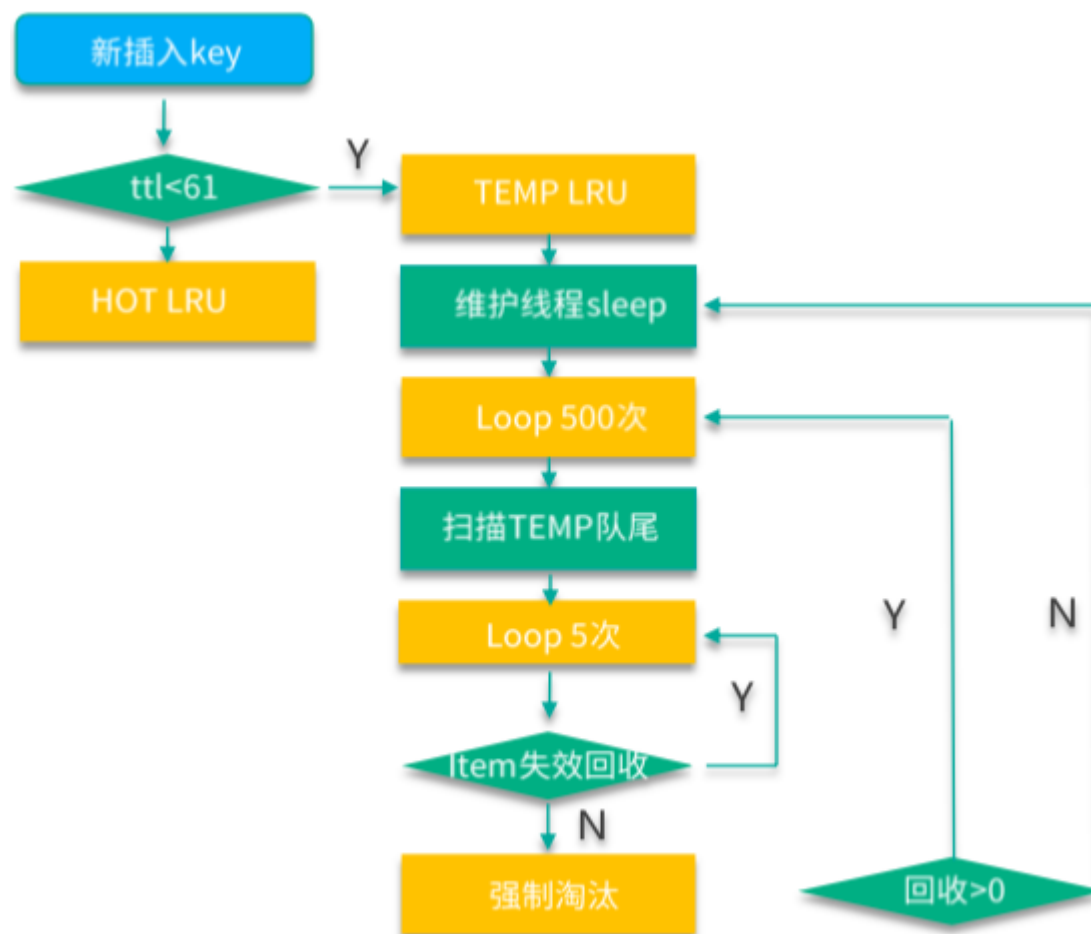 新插入key
ttl<61
Y
TEMP LRU
HOT LRU
维护线程sleep
Loop 500次
扫描TEMP队尾
Loop 5次
Y
Y
N
Item失效回收
N
强制淘汰
回收>0